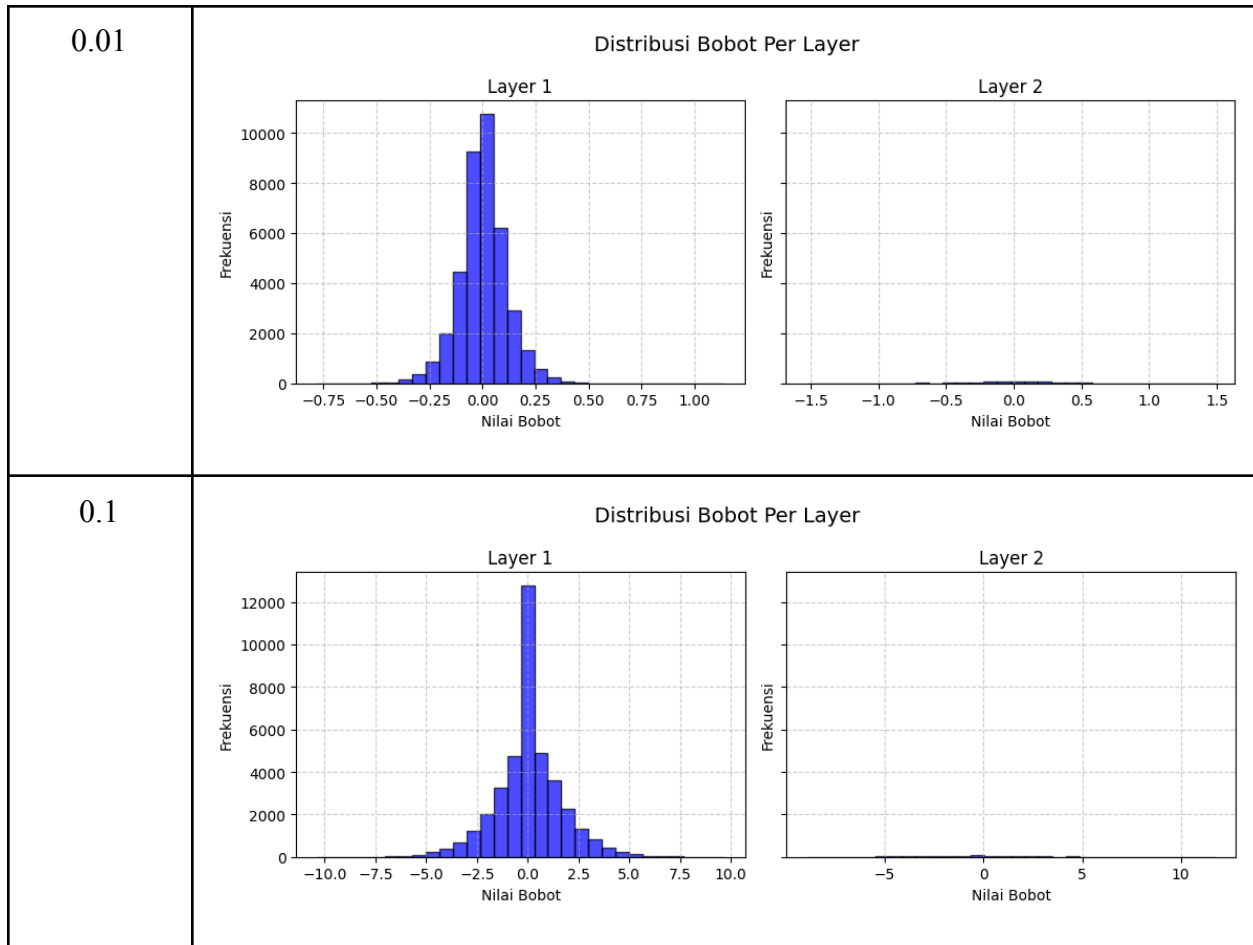 0.01
Distribusi Bobot Per Layer
Layer 1
Layer 2
10000
8000
6000
4000
2000
0
Frekuensi
Frekuensi
−0.75 −0.50 −0.25 0.00 0.25 0.50 0.75 1.00
−1.5 −1.0 −0.5 0.0 0.5 1.0 1.5
Nilai Bobot
Nilai Bobot
0.1
Distribusi Bobot Per Layer
Layer 1
Layer 2
12000
10000
8000
6000
4000
2000
0
Frekuensi
Frekuensi
−10.0 −7.5 −5.0 −2.5 0.0 2.5 5.0 7.5 10.0
−5 0 5 10
Nilai Bobot
Nilai Bobot